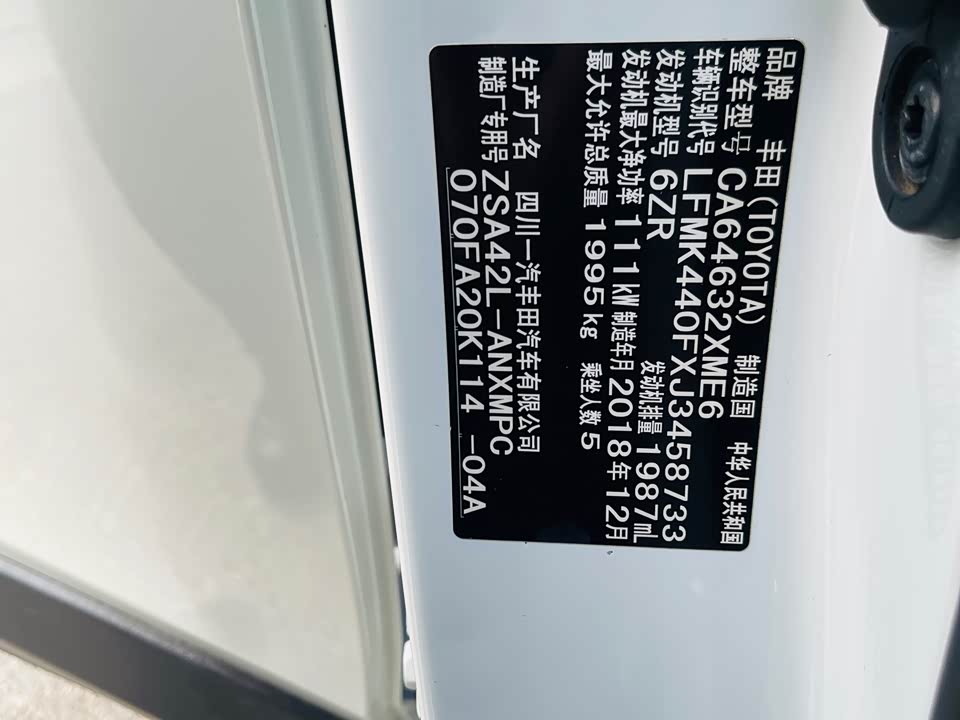 品牌 丰田(TOYOTA) 制造国 中华人民共和国
整车型号 CA64632XME6
车辆识别代号 LFMK440FXJ3458733
发动机型号 6ZR 发动机排量 1987mL
发动机最大净功率 111kW 制造年月 2018年12月
最大允许总质量 1995kg 乘坐人数 5
生产厂名 四川一汽丰田汽车有限公司
制造厂专用号 ZSA42L-ANXMPC
070FA20K114 -04A